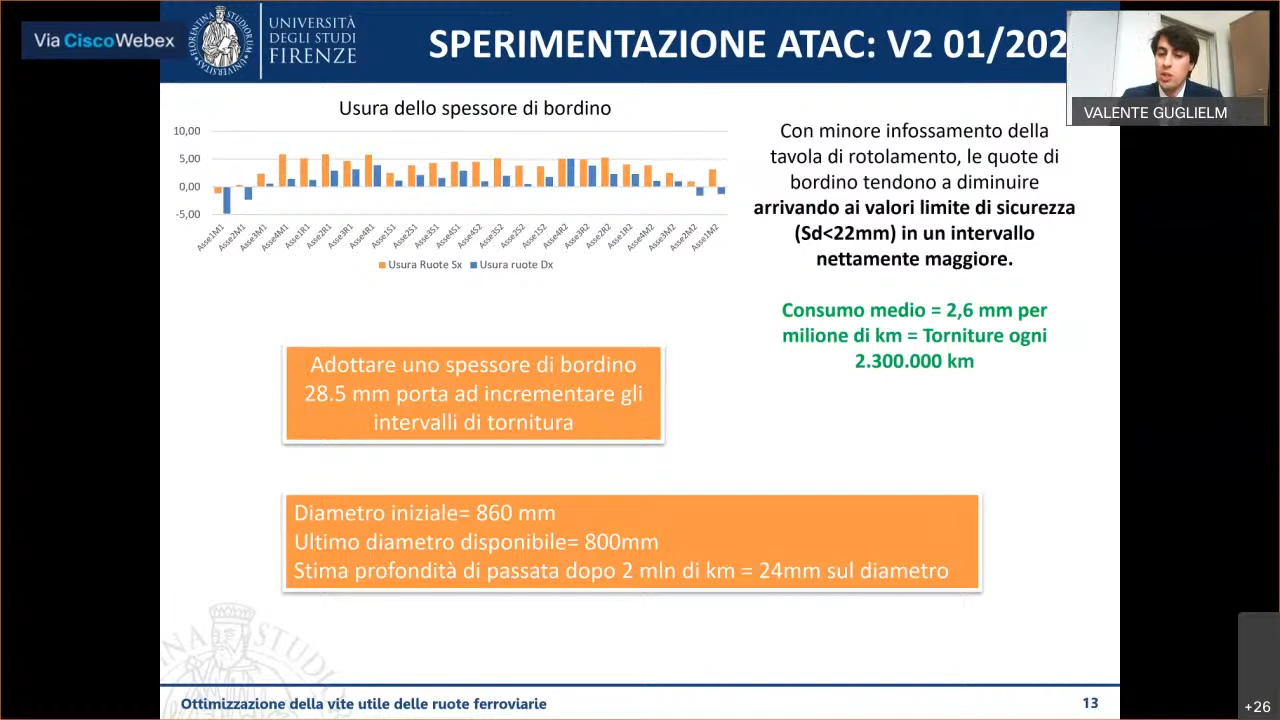 Via Cisco Webex
UNIVERSITÀ
DEGLI STUDI
FIRENZE
SPERIMENTAZIONE ATAC: V2 01/202
VALENTE GUGLIELM
Usura dello spessore di bordino
10,00
5,00
0,00
-5,00
Asse1M1 Asse2M1 Asse3M1 Asse4M1 Asse1R1 Asse2R1 Asse3R1 Asse4R1 Asse1S1 Asse2S1 Asse3S1 Asse4S1 Asse4S2 Asse3S2 Asse2S2 Asse1S2 Asse4R2 Asse3R2 Asse2R2 Asse1R2 Asse4M2 Asse3M2 Asse2M2 Asse1M2
Usura Ruote Sx Usura ruote Dx
Con minore infossamento della
tavola di rotolamento, le quote di
bordino tendono a diminuire
arrivando ai valori limite di sicurezza
(Sd<22mm) in un intervallo
nettamente maggiore.
Consumo medio = 2,6 mm per
milione di km = Torniture ogni
2.300.000 km
Adottare uno spessore di bordino
28.5 mm porta ad incrementare gli
intervalli di tornitura
Diametro iniziale= 860 mm
Ultimo diametro disponibile= 800mm
Stima profondità di passata dopo 2 mln di km = 24mm sul diametro
Ottimizzazione della vite utile delle ruote ferroviarie
13
+26